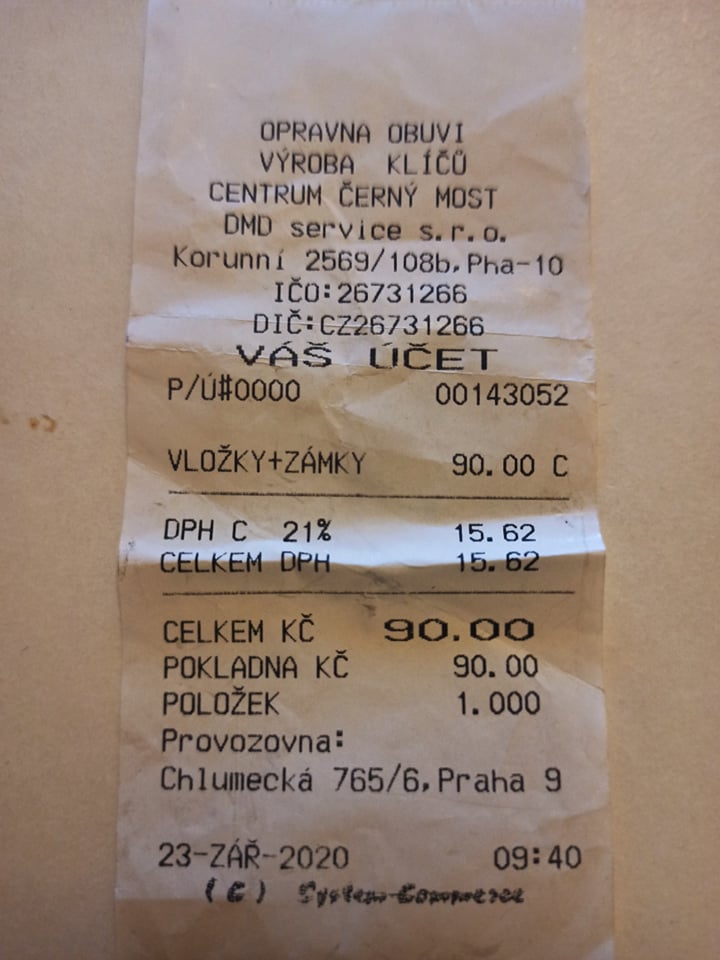 OPRAVNA OBUVI
VÝROBA KLÍČŮ
CENTRUM ČERNÝ MOST
DMD service s.r.o.
Korunní 2569/108b,Pha-10
IČO:26731266
DIČ:CZ26731266
VÁŠ ÚČET
P/Ú#0000 00143052
VLOŽKY+ZÁMKY 90.00 C
DPH C 21% 15.62
CELKEM DPH 15.62
CELKEM KČ 90.00
POKLADNA KČ 90.00
POLOŽEK 1.000
Provozovna:
Chlumecká 765/6,Praha 9
23-ZÁŘ-2020 09:40
(C) System-Commerce